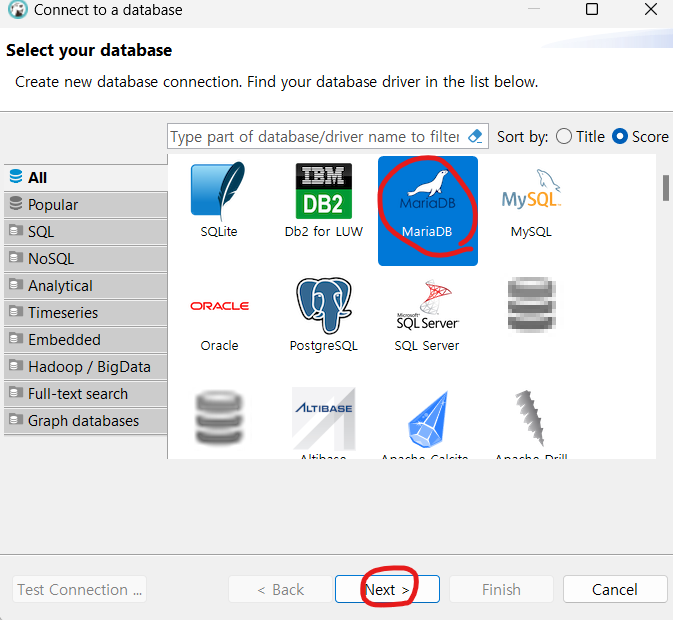 Connect to a database
Select your database
Create new database connection. Find your database driver in the list below.
Type part of database/driver name to filter
Sort by: Title Score
All
Popular
SQL
NoSQL
Analytical
Timeseries
Embedded
Hadoop / BigData
Full-text search
Graph databases
SQLite
IBM
DB2
Db2 for LUW
MariaDB
MariaDB
MySQL
MySQL
ORACLE
Oracle
PostgreSQL
Microsoft
SQL Server
SQL Server
ALTIBASE
Altibase
Apache Calcite
Apache Drill
Test Connection ...
< Back
Next >
Finish
Cancel